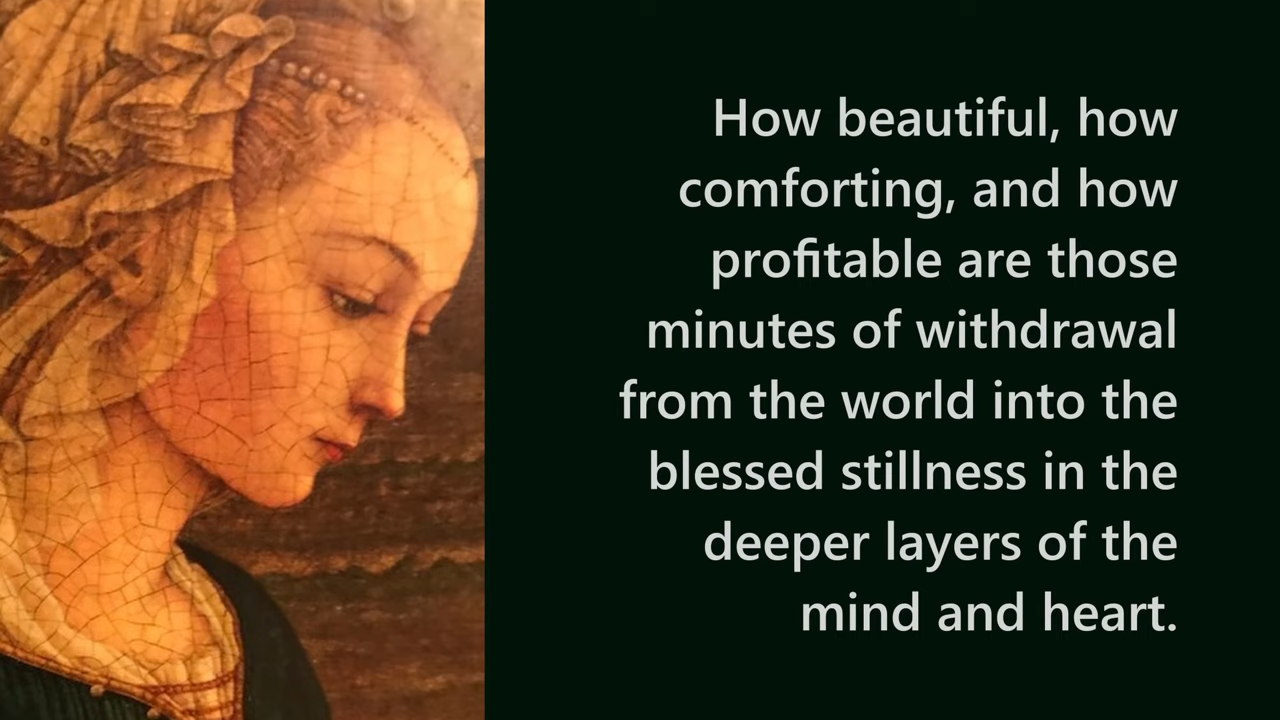 How beautiful, how
comforting, and how
profitable are those
minutes of withdrawal
from the world into the
blessed stillness in the
deeper layers of the
mind and heart.